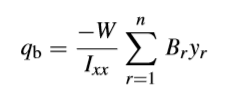 q_b = \frac{-W}{I_{xx}} \sum_{r=1}^{n} B_r y_r